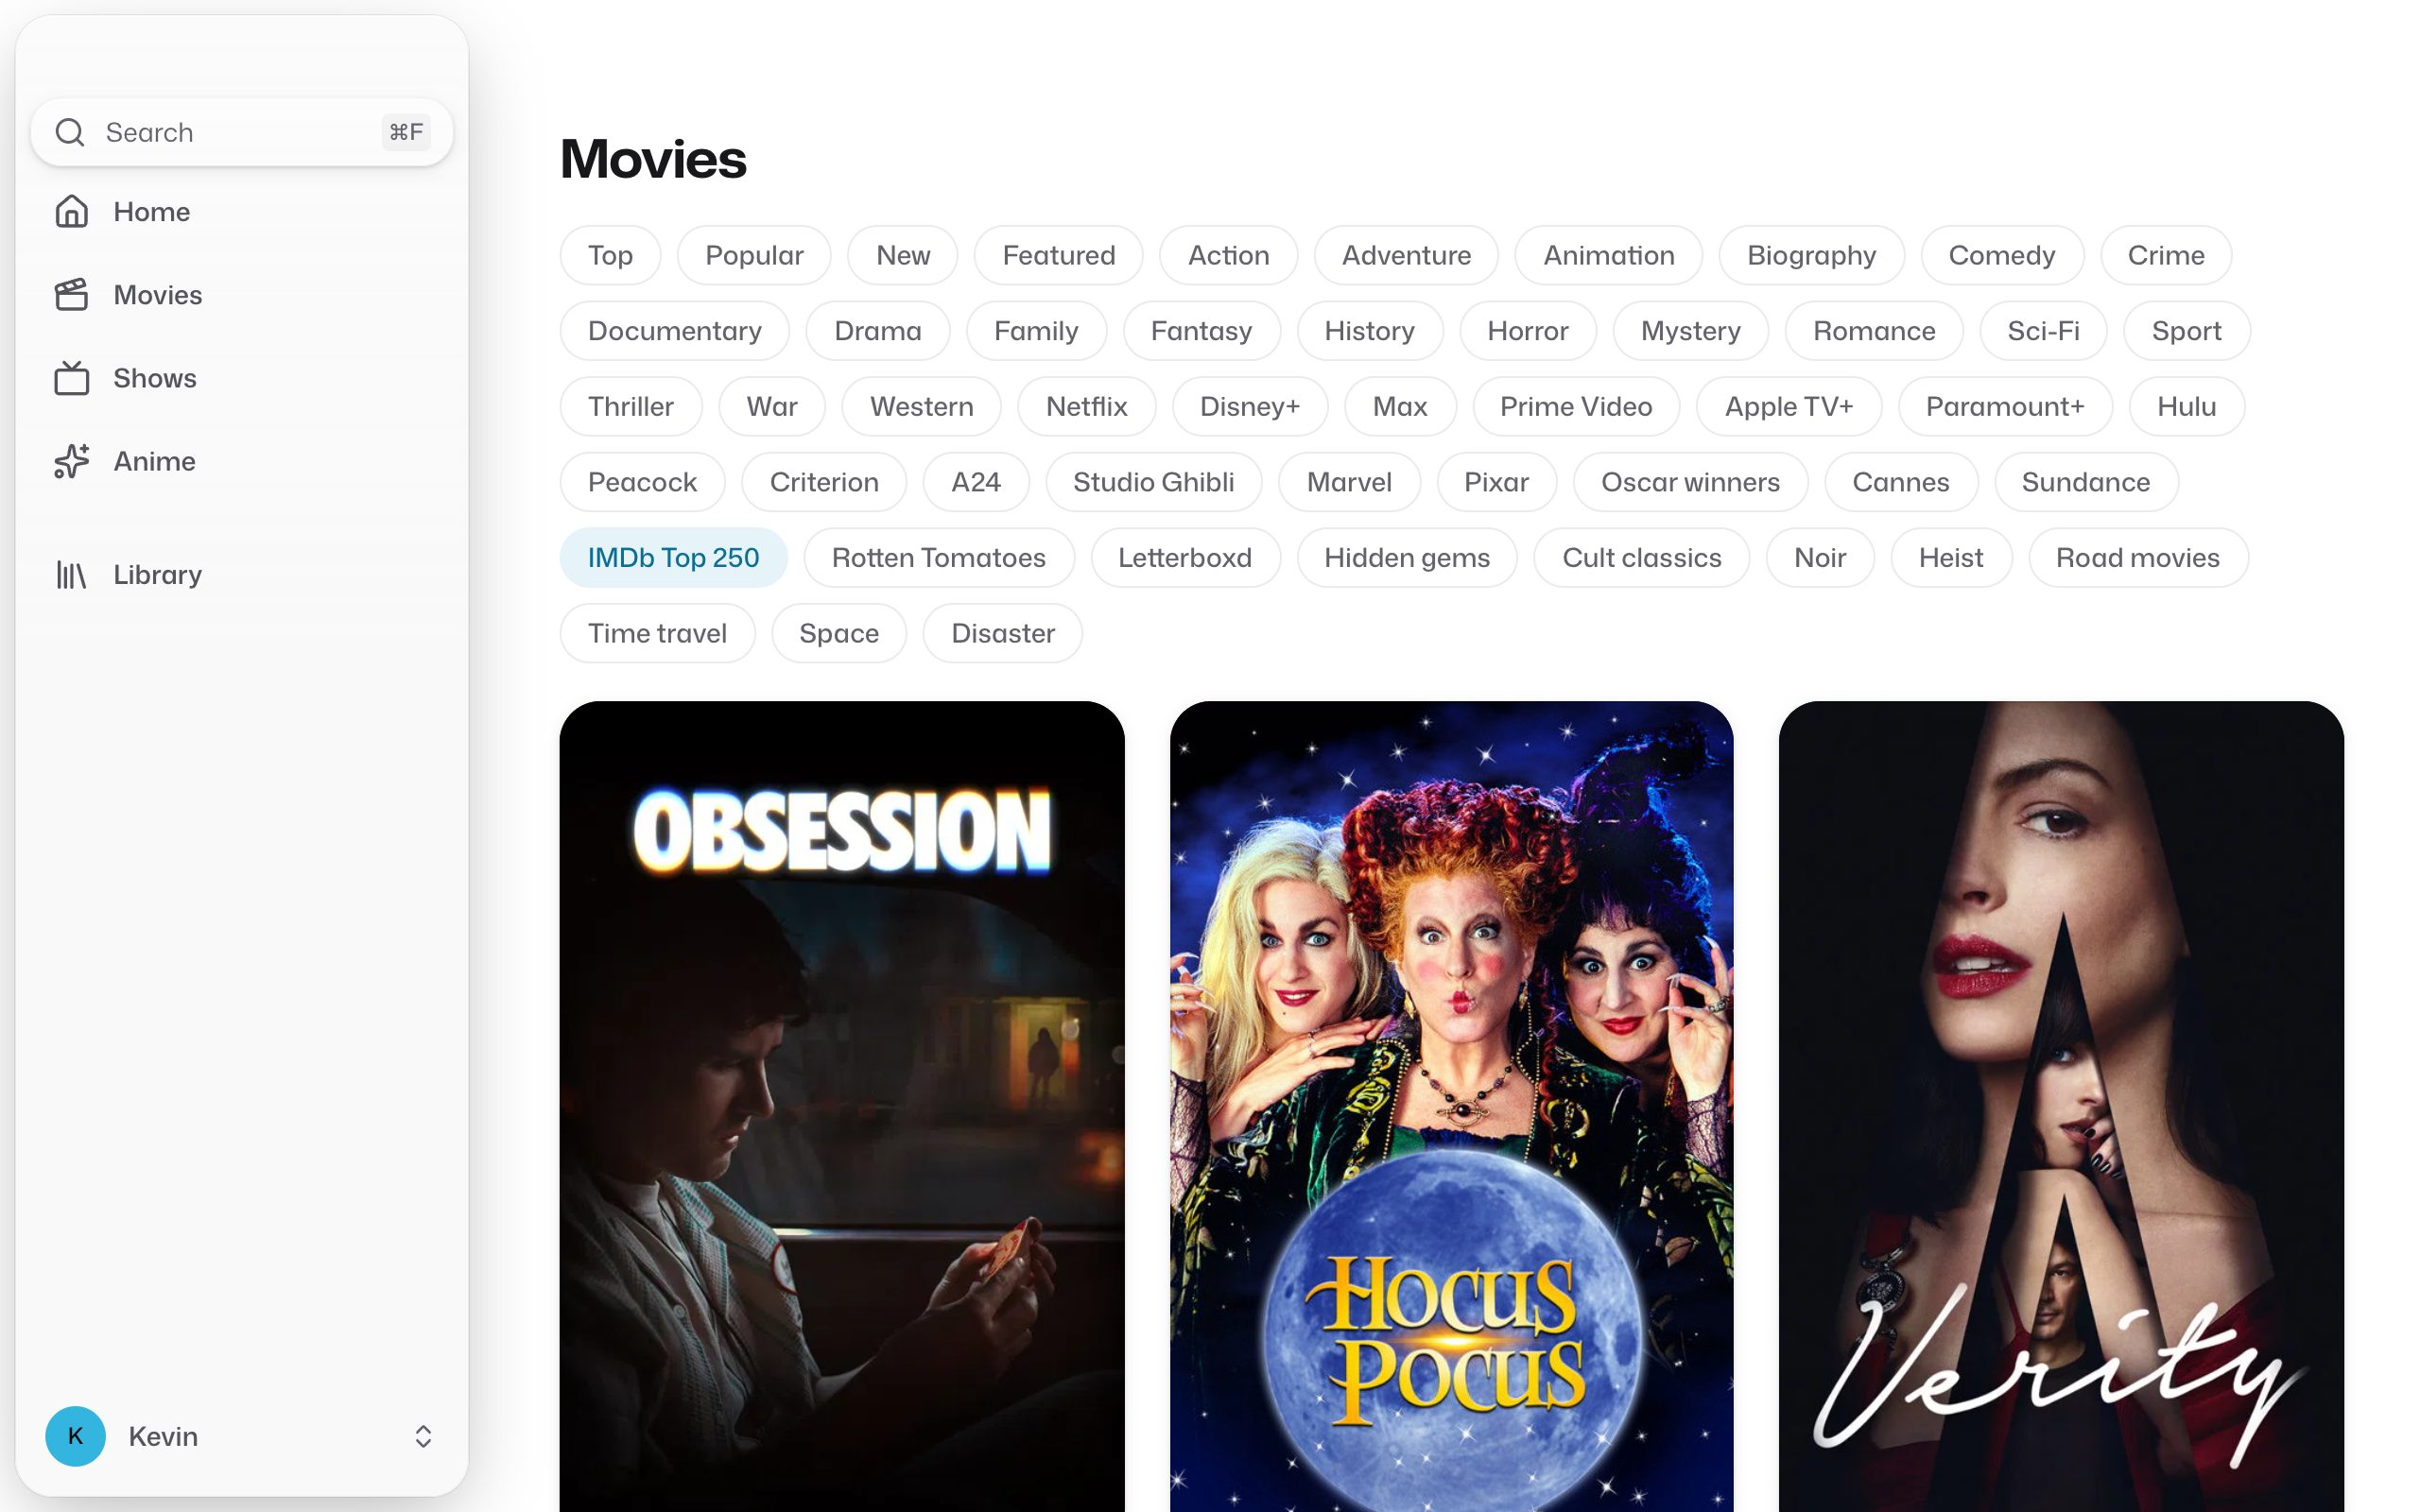 Search ⌘F
Home
Movies
Shows
Anime
Library
K Kevin
Movies
Top Popular New Featured Action Adventure Animation Biography Comedy Crime
Documentary Drama Family Fantasy History Horror Mystery Romance Sci-Fi Sport
Thriller War Western Netflix Disney+ Max Prime Video Apple TV+ Paramount+ Hulu
Peacock Criterion A24 Studio Ghibli Marvel Pixar Oscar winners Cannes Sundance
IMDb Top 250 Rotten Tomatoes Letterboxd Hidden gems Cult classics Noir Heist Road movies
Time travel Space Disaster
OBSESSION
HOCUS
POCUS
Verity